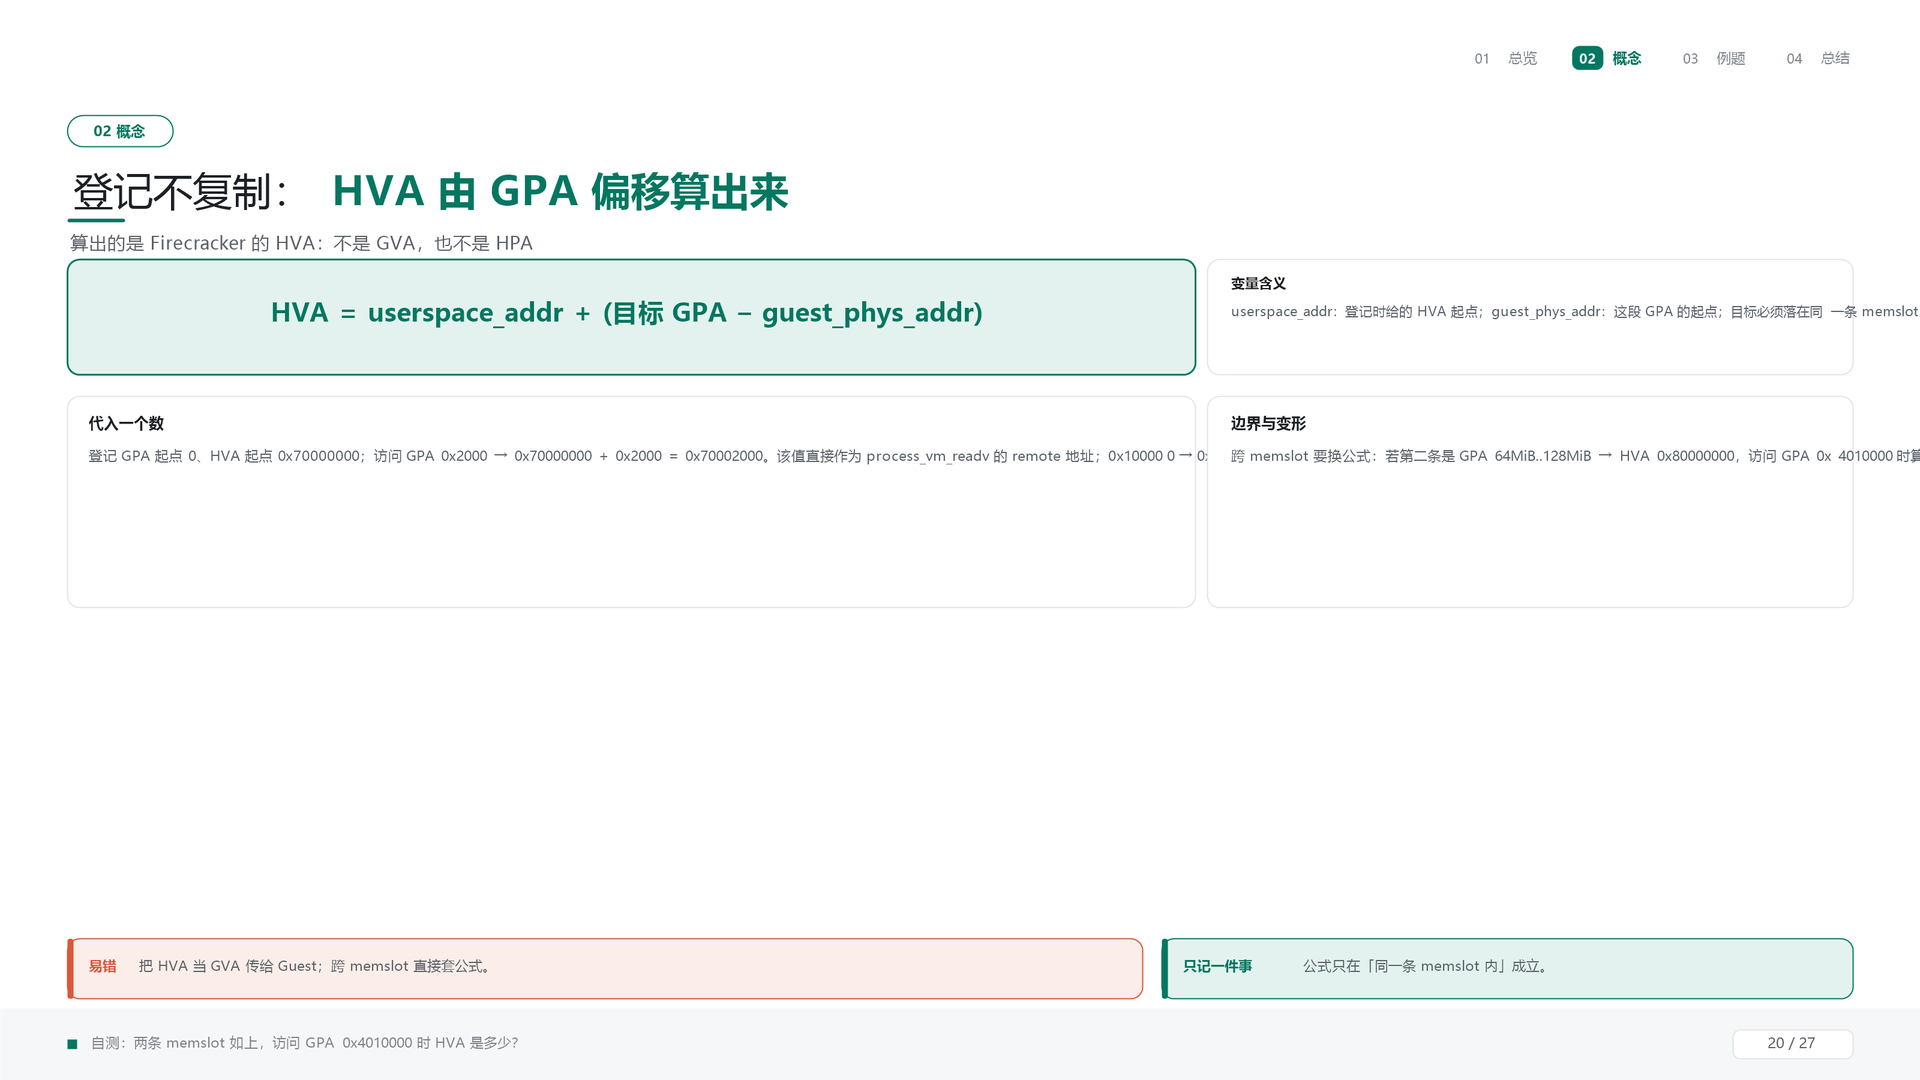 01 总览 02 概念 03 例题 04 总结
02 概念
登记不复制： HVA 由 GPA 偏移算出来
算出的是 Firecracker 的 HVA：不是 GVA，也不是 HPA
HVA = userspace_addr + (目标 GPA − guest_phys_addr)
变量含义
userspace_addr：登记时给的 HVA 起点；guest_phys_addr：这段 GPA 的起点；目标必须落在同 一条 memslot
代入一个数
登记 GPA 起点 0、HVA 起点 0x70000000；访问 GPA 0x2000 → 0x70000000 + 0x2000 = 0x70002000。该值直接作为 process_vm_readv 的 remote 地址；0x10000 0 → 0x
边界与变形
跨 memslot 要换公式：若第二条是 GPA 64MiB..128MiB → HVA 0x80000000，访问 GPA 0x 4010000 时算
易错 把 HVA 当 GVA 传给 Guest；跨 memslot 直接套公式。
只记一件事 公式只在「同一条 memslot 内」成立。
自测：两条 memslot 如上，访问 GPA 0x4010000 时 HVA 是多少？
20 / 27